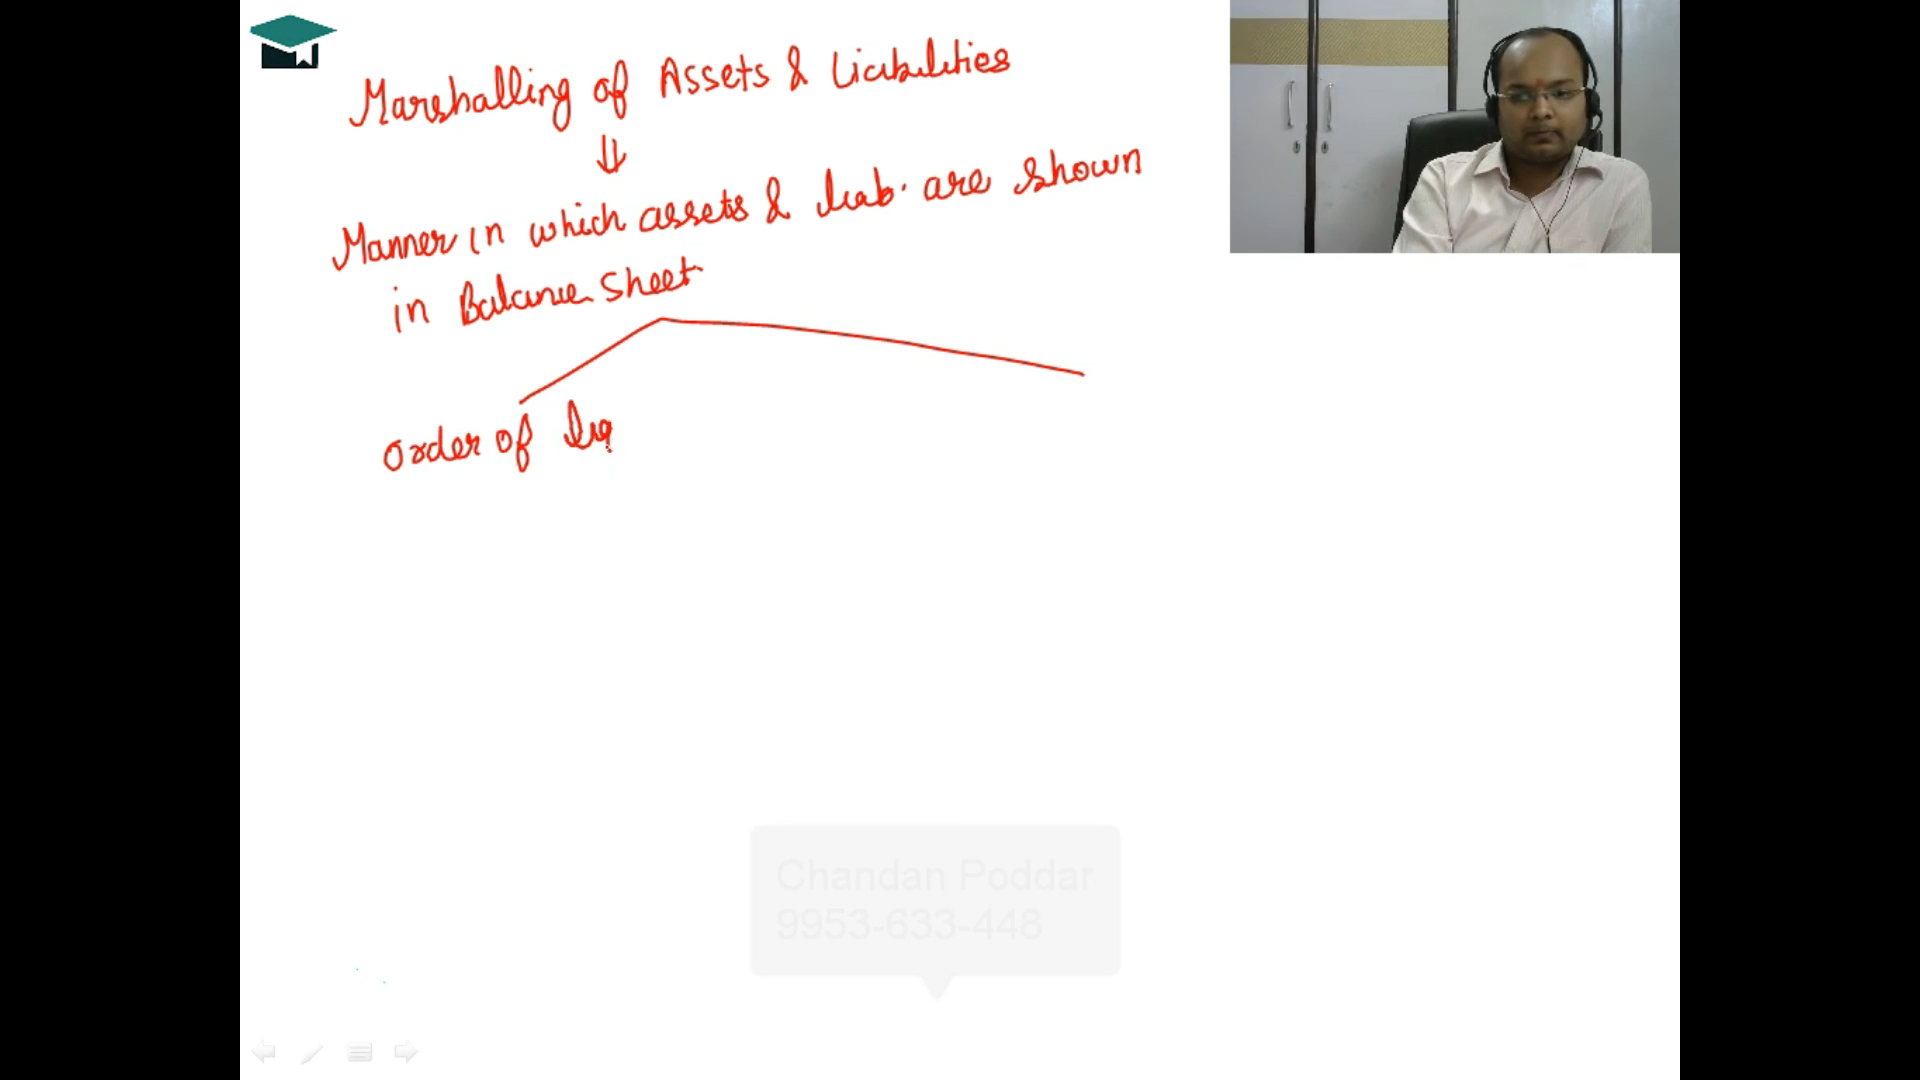 Marshalling of Assets & Liabilities
Manner in which assets & liab. are shown
in Balance Sheet
order of liq
Chandan Poddar
9953-633-448